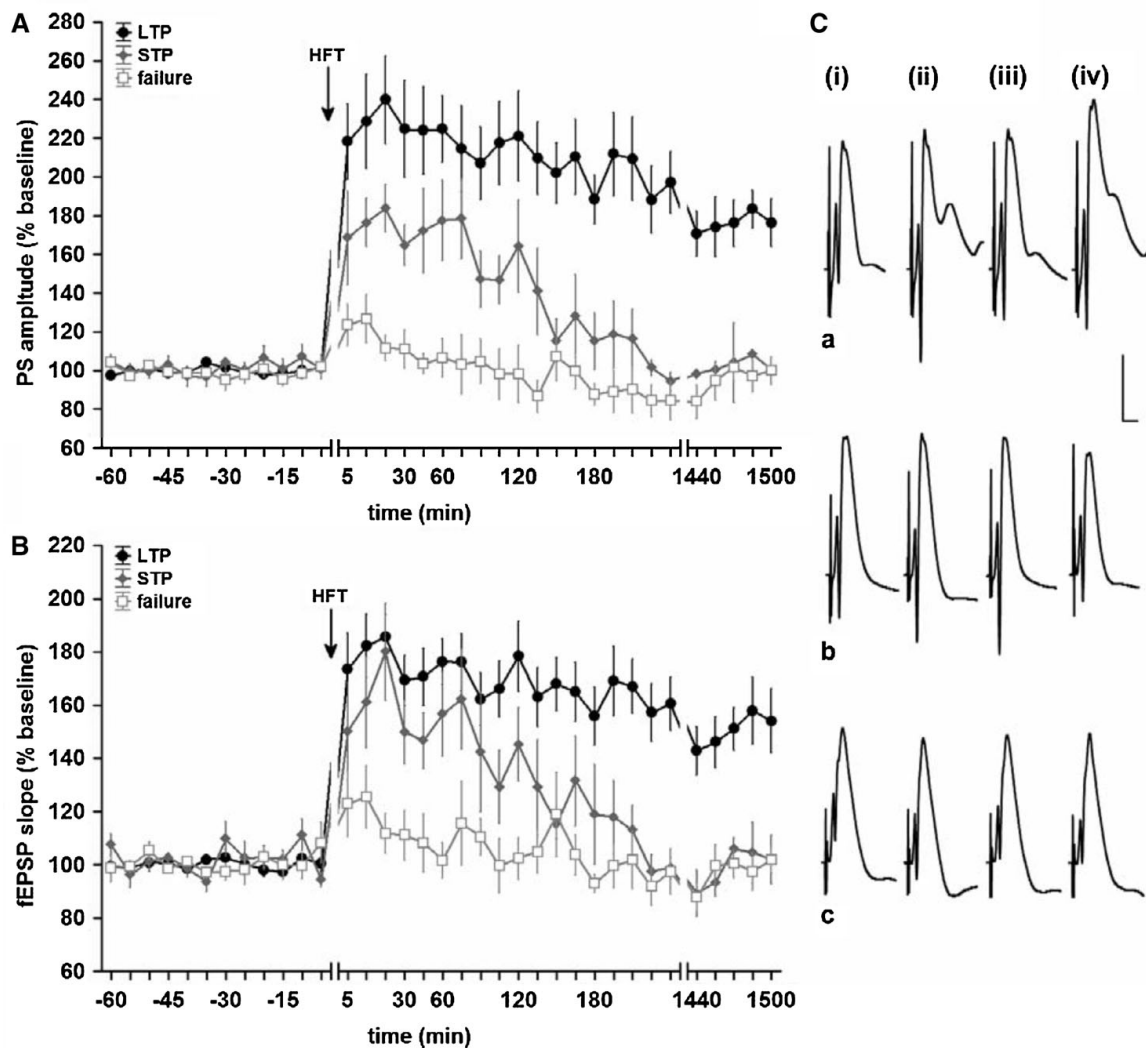 A
LTP
STP
failure
HFT
PS ampltude (% baseline)
280
260
240
220
200
180
160
140
120
100
80
60
-60 -45 -30 -15 5 30 60 120 180 1440 1500
time (min)
B
LTP
STP
failure
HFT
fEPSP slope (% baseline)
220
200
180
160
140
120
100
80
60
-60 -45 -30 -15 5 30 60 120 180 1440 1500
time (min)
C
(i) (ii) (iii) (iv)
a
b
c